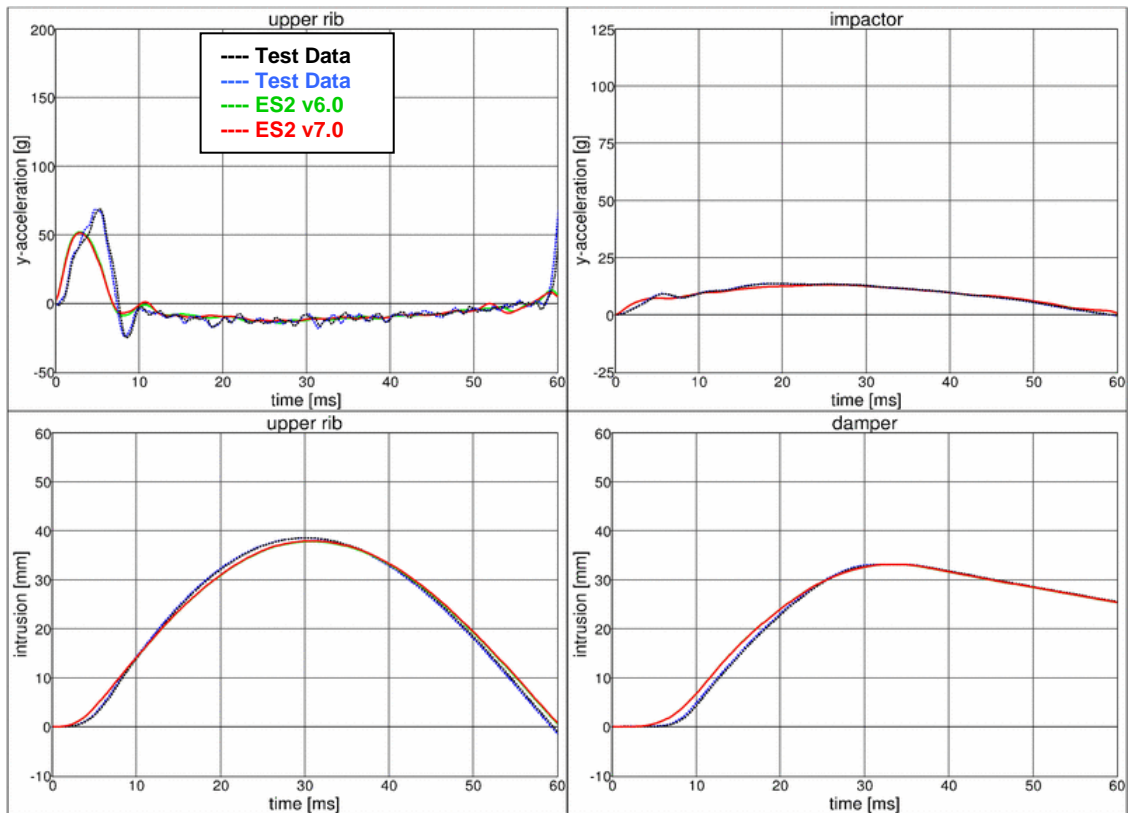 upper rib
200
150
100
50
0
-50
y-acceleration [g]
---- Test Data
---- Test Data
---- ES2 v6.0
---- ES2 v7.0
0 10 20 30 40 50 60
time [ms]
impactor
125
100
75
50
25
0
-25
y-acceleration [g]
0 10 20 30 40 50 60
time [ms]
upper rib
60
50
40
30
20
10
0
-10
intrusion [mm]
0 10 20 30 40 50 60
time [ms]
damper
60
50
40
30
20
10
0
-10
intrusion [mm]
0 10 20 30 40 50 60
time [ms]